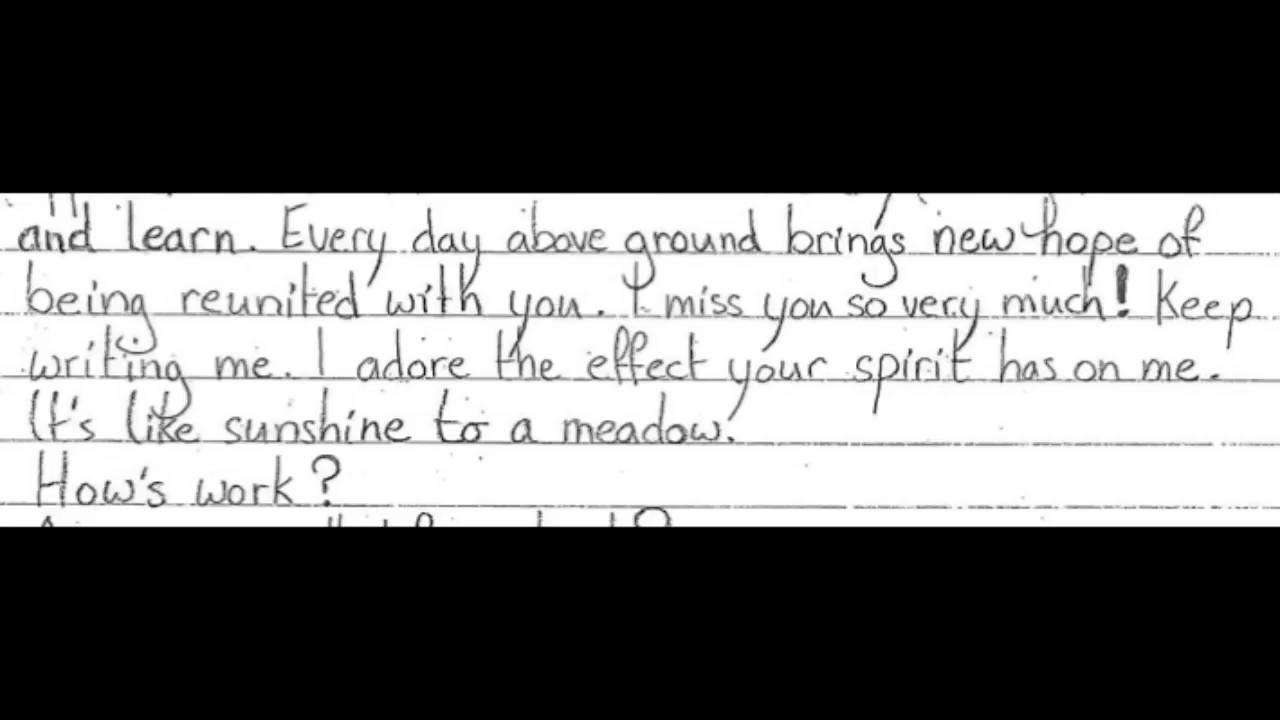 and learn. Every day above ground brings new hope of
being reunited with you. I miss you so very much! Keep
writing me. I adore the effect your spirit has on me.
It's like sunshine to a meadow.
How's work?